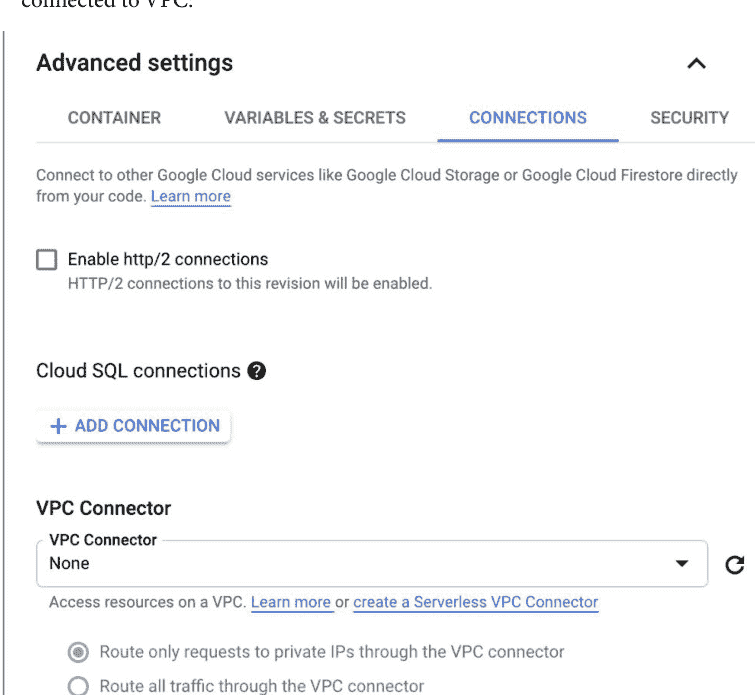 connected to VPC.
Advanced settings
CONTAINER VARIABLES & SECRETS CONNECTIONS SECURITY
Connect to other Google Cloud services like Google Cloud Storage or Google Cloud Firestore directly
from your code. Learn more
Enable http/2 connections
HTTP/2 connections to this revision will be enabled.
Cloud SQL connections ?
+ ADD CONNECTION
VPC Connector
VPC Connector
None
Access resources on a VPC. Learn more or create a Serverless VPC Connector
Route only requests to private IPs through the VPC connector
Route all traffic through the VPC connector